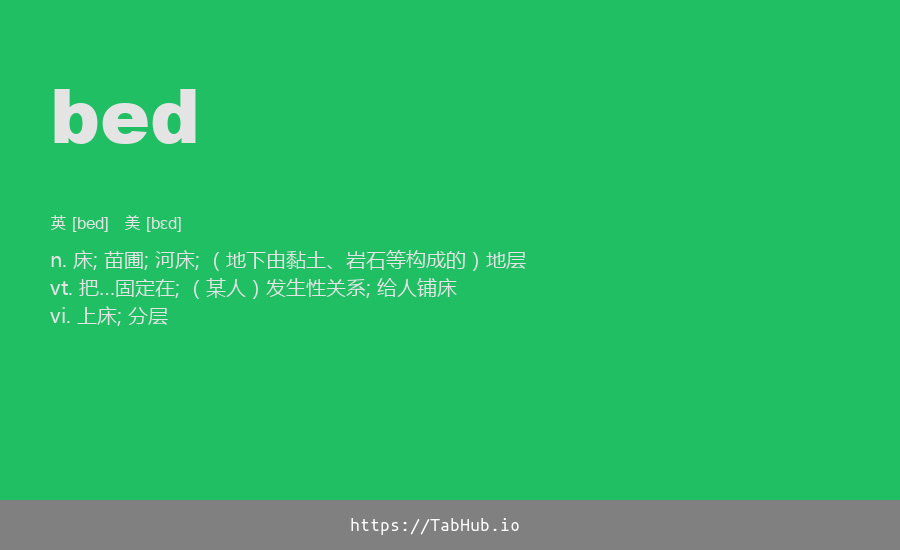 bed
英 [bed] 美 [bɛd]
n. 床; 苗圃; 河床; （地下由黏土、岩石等构成的）地层
vt. 把…固定在; （某人）发生性关系; 给人铺床
vi. 上床; 分层
https://TabHub.io